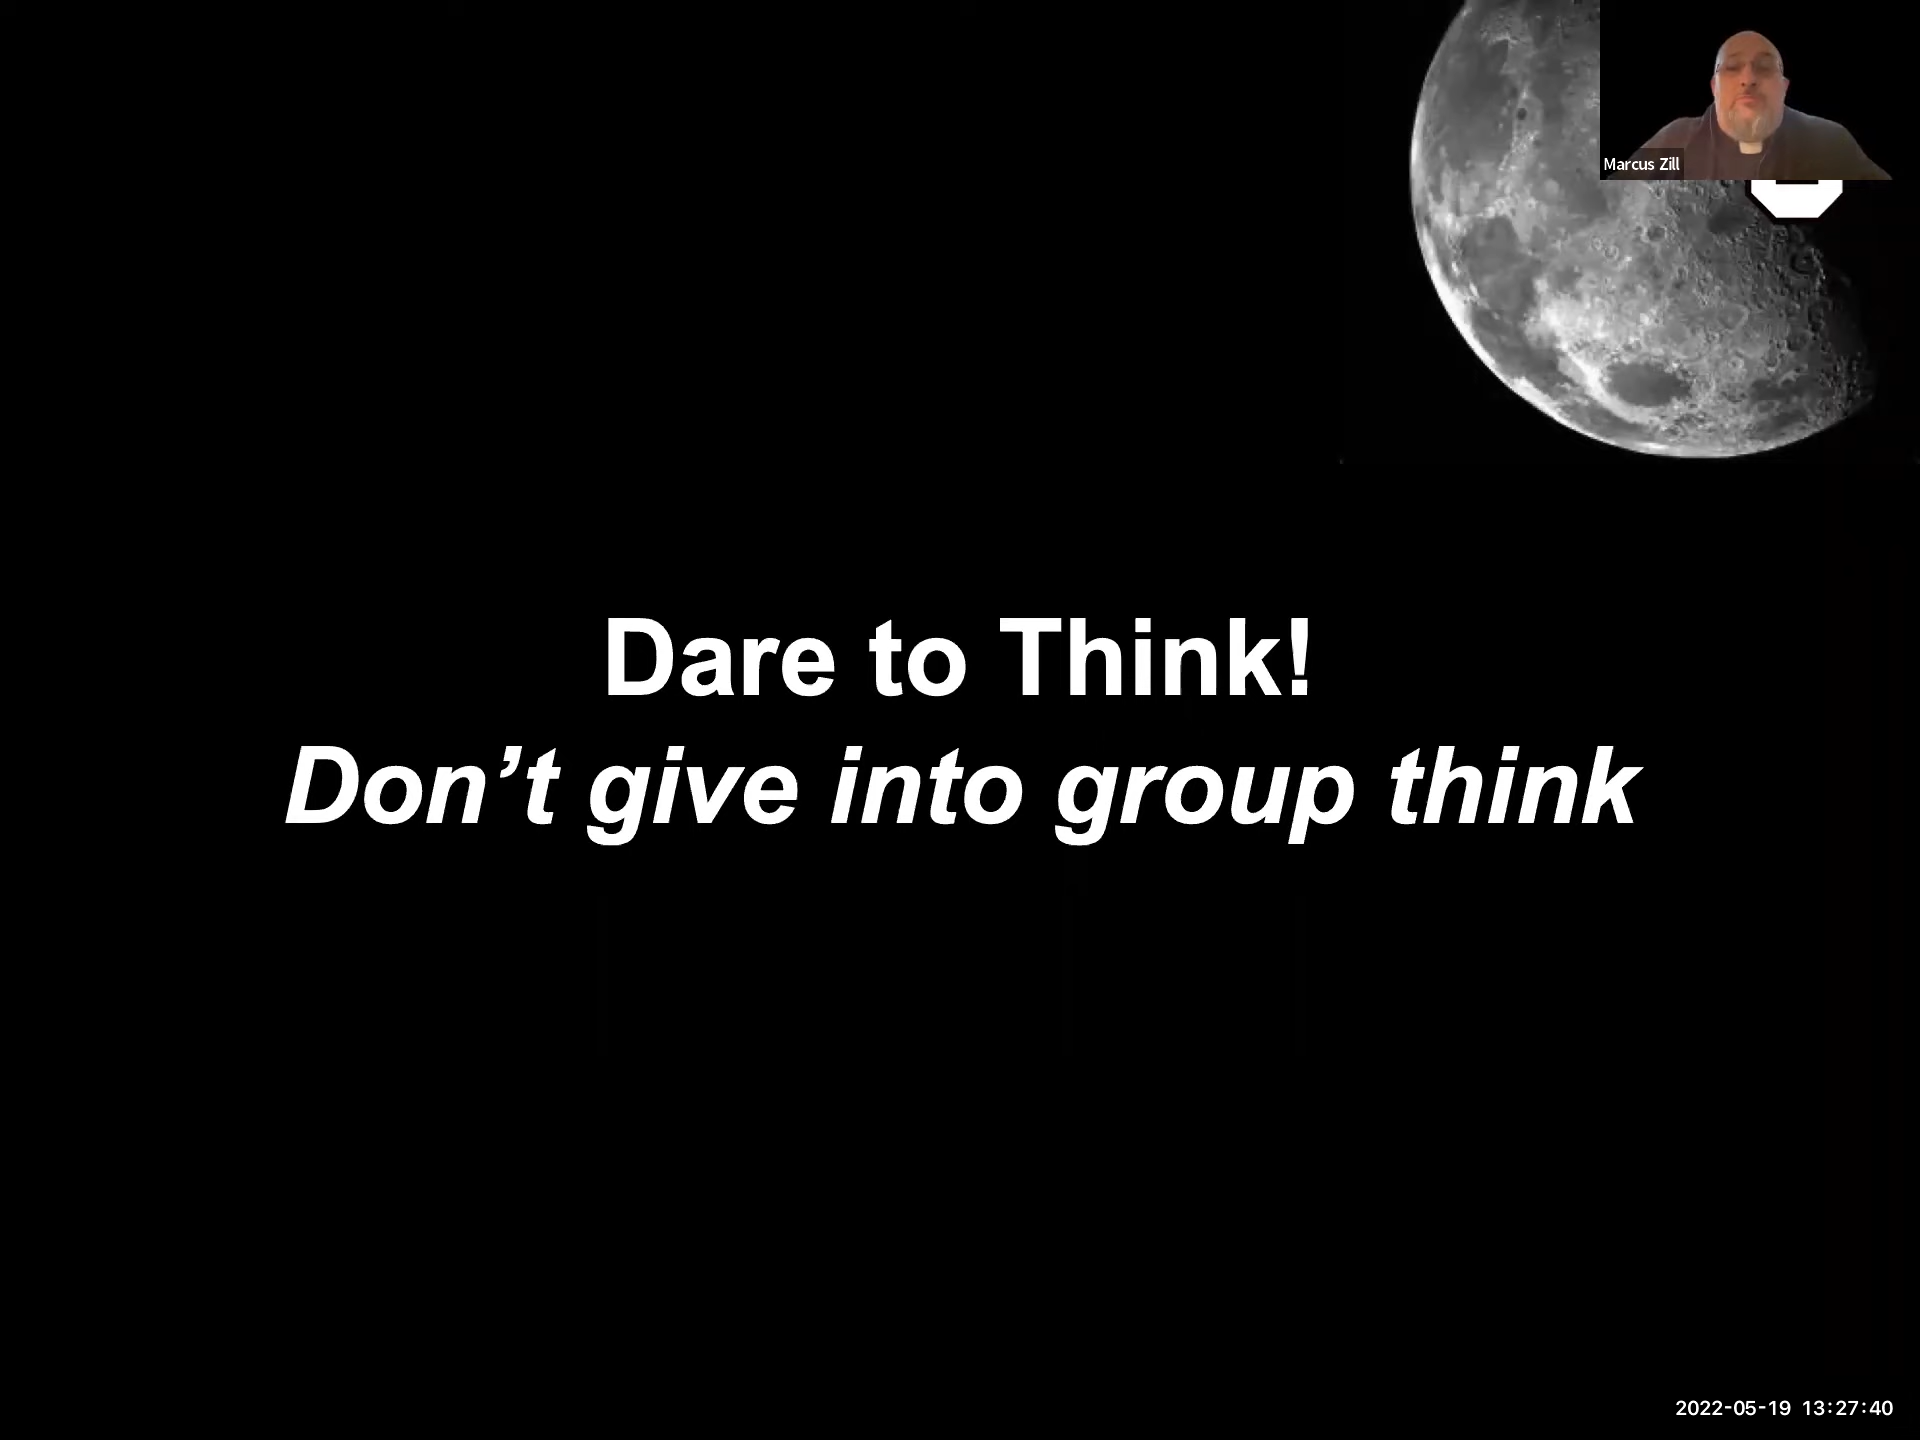 Marcus Zill
Dare to Think!
Don’t give into group think
2022-05-19 13:27:40